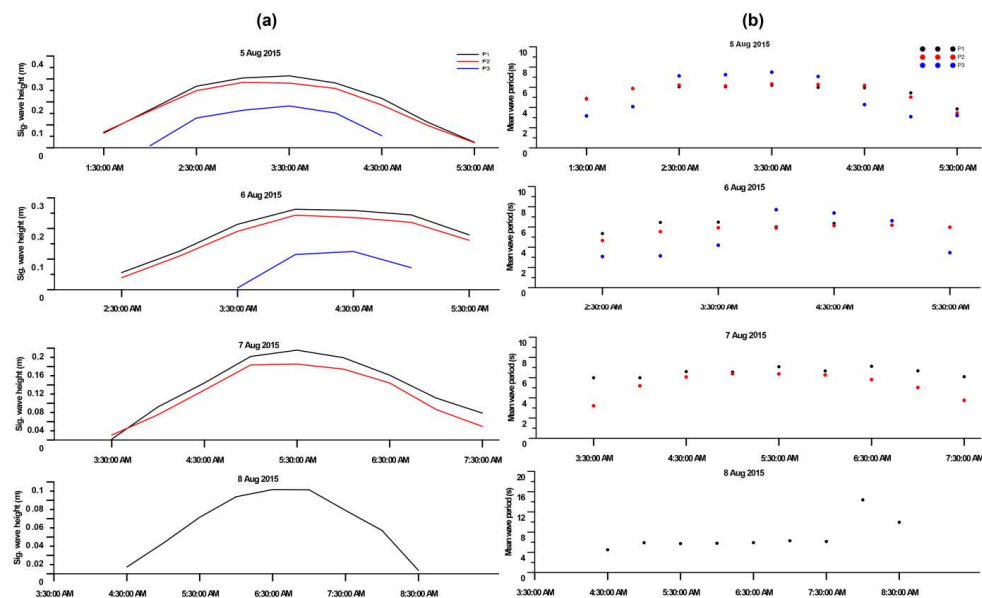 (a)
5 Aug 2015
P1
P2
P3
Sig. wave height (m)
0.4
0.3
0.2
0.1
0
1:30:00 AM 2:30:00 AM 3:30:00 AM 4:30:00 AM 5:30:00 AM
6 Aug 2015
Sig. wave height (m)
0.3
0.2
0.1
0
2:30:00 AM 3:30:00 AM 4:30:00 AM 5:30:00 AM
7 Aug 2015
Sig. wave height (m)
0.2
0.16
0.12
0.08
0.04
0
3:30:00 AM 4:30:00 AM 5:30:00 AM 6:30:00 AM 7:30:00 AM
8 Aug 2015
Sig. wave height (m)
0.1
0.08
0.06
0.04
0.02
0
3:30:00 AM 4:30:00 AM 5:30:00 AM 6:30:00 AM 7:30:00 AM 8:30:00 AM
(b)
5 Aug 2015
P1
P2
P3
Mean wave period (s)
10
8
6
4
2
0
1:30:00 AM 2:30:00 AM 3:30:00 AM 4:30:00 AM 5:30:00 AM
6 Aug 2015
Mean wave period (s)
10
8
6
4
2
0
2:30:00 AM 3:30:00 AM 4:30:00 AM 5:30:00 AM
7 Aug 2015
Mean wave period (s)
10
8
6
4
2
0
3:30:00 AM 4:30:00 AM 5:30:00 AM 6:30:00 AM 7:30:00 AM
8 Aug 2015
Mean wave period (s)
20
16
12
8
4
0
3:30:00 AM 4:30:00 AM 5:30:00 AM 6:30:00 AM 7:30:00 AM 8:30:00 AM